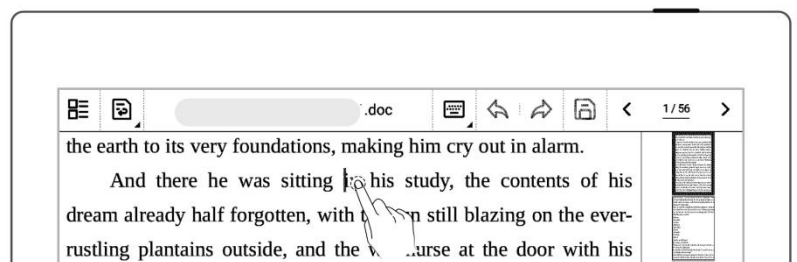 .doc
1 / 56
the earth to its very foundations, making him cry out in alarm.
And there he was sitting in his study, the contents of his
dream already half forgotten, with still blazing on the ever-
rustling plantains outside, and the at the door with his